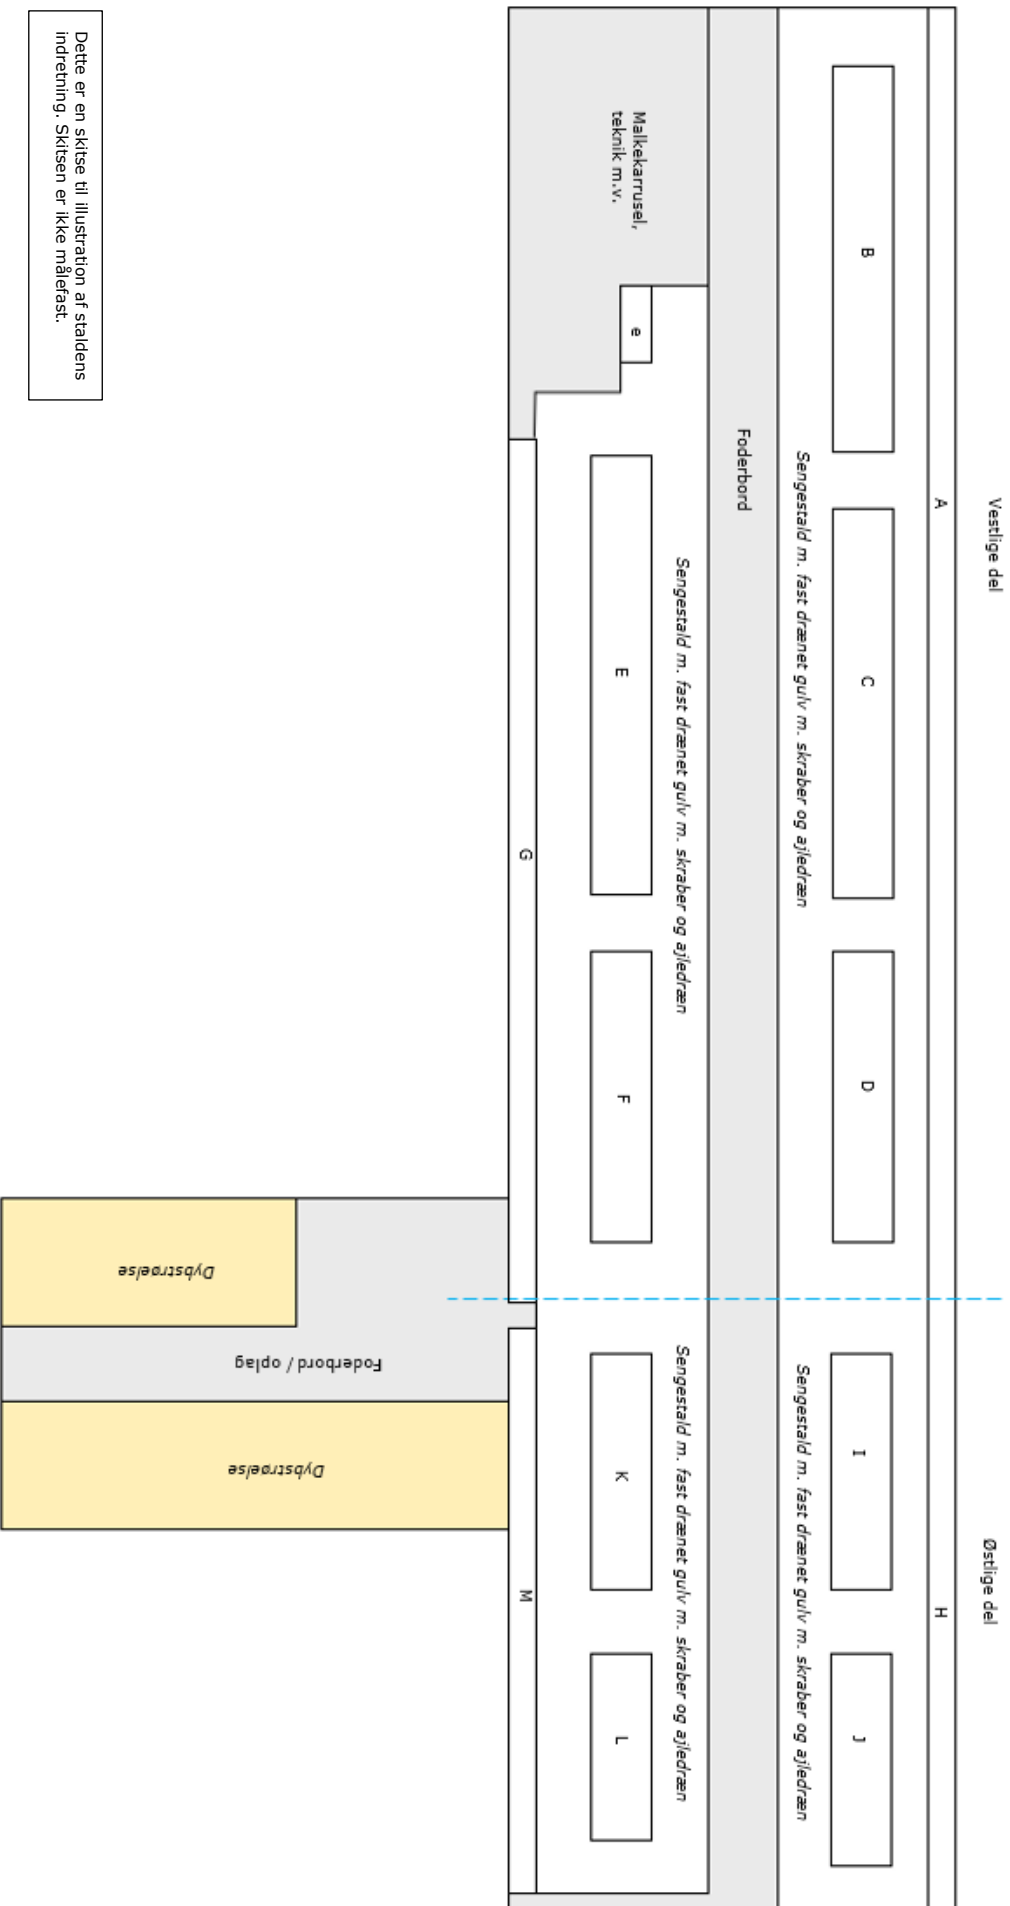 Vestlige del
Østlige del
A
H
B
C
D
I
J
Sengestald m. fast drænet gulv m. skraber og ajledræn
Sengestald m. fast drænet gulv m. skraber og ajledræn
Foderbord
Malkekarrusel,
teknik m.v.
e
Sengestald m. fast drænet gulv m. skraber og ajledræn
Sengestald m. fast drænet gulv m. skraber og ajledræn
E
F
K
L
G
M
Dybstrøelse
Foderbord / oplag
Dybstrøelse
Dette er en skitse til illustration af staldens
indretning. Skitsen er ikke målefast.